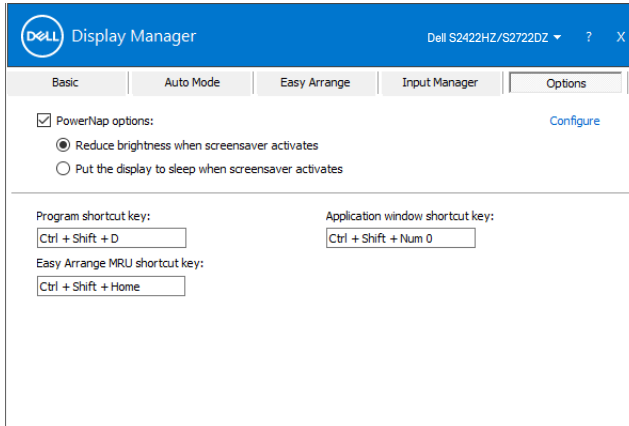 DELL Display Manager
Dell S2422HZ/S2722DZ ? X
Basic Auto Mode Easy Arrange Input Manager Options
PowerNap options: Configure
Reduce brightness when screensaver activates
Put the display to sleep when screensaver activates
Program shortcut key: Application window shortcut key:
Ctrl + Shift + D Ctrl + Shift + Num 0
Easy Arrange MRU shortcut key:
Ctrl + Shift + Home